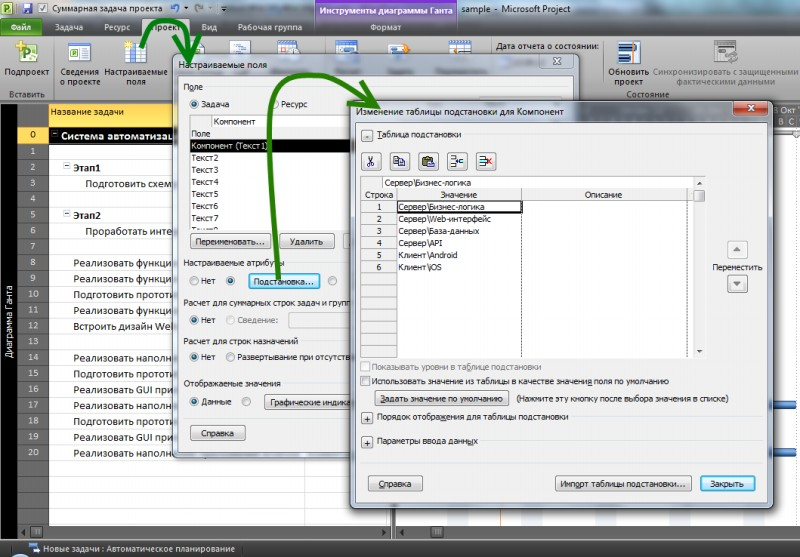 Суммарная задача проекта
Инструменты диаграммы Ганта
sample - Microsoft Project
Файл
Задача
Ресурс
Проект
Вид
Рабочая группа
Формат
Подпроект
Сведения о проекте
Настраиваемые поля
Дата отчета о состоянии:
Обновить проект
Синхронизировать с защищенными фактическими данными
Вставить
Состояние
Диаграмма Ганта
Название задачи
0 Система автоматизац
1
2 Этап1
3 Подготовить схем
5 Этап2
6 Проработать инте
8 Реализовать функци
9 Реализовать функци
10 Подготовить протот
11 Реализовать функци
12 Встроить дизайн We
14 Реализовать наполн
15 Подготовить протот
16 Реализовать GUI при
17 Реализовать наполн
18 Подготовить протот
19 Реализовать GUI при
20 Реализовать наполн
Новые задачи : Автоматическое планирование
Настраиваемые поля
Поле
Задача
Ресурс
Компонент
Поле
Компонент (Текст1)
Текст2
Текст3
Текст4
Текст5
Текст6
Текст7
Переименовать...
Удалить
Настраиваемые атрибуты
Нет
Подстановка...
Расчет для суммарных строк задач и групп
Нет
Сведение:
Расчет для строк назначений
Нет
Развертывание при отсутств
Отображаемые значения
Данные
Графические индика
Справка
Изменение таблицы подстановки для Компонент
Таблица подстановки
Сервер\Бизнес-логика
Строка Значение Описание
1 Сервер\Бизнес-логика
2 Сервер\Web-интерфейс
3 Сервер\База-данных
4 Сервер\API
5 Клиент\Android
6 Клиент\iOS
Переместить
Показывать уровни в таблице подстановки
Использовать значение из таблицы в качестве значения поля по умолчанию
Задать значение по умолчанию
(Нажмите эту кнопку после выбора значения в списке)
Порядок отображения для таблицы подстановки
Параметры ввода данных
Справка
Импорт таблицы подстановки...
Закрыть